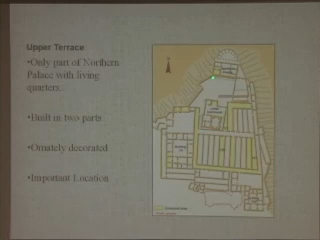 Upper Terrace
•Only part of Northern
Palace with living
quarters.
•Built in two parts
•Ornately decorated
•Important Location